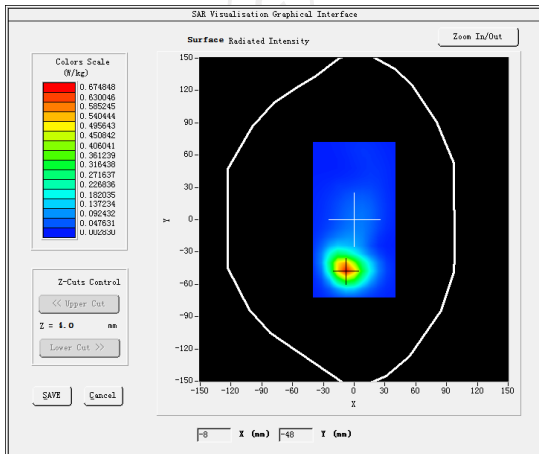 SAR Visualisation Graphical Interface
Surface Radiated Intensity
Zoom In/Out
Colors Scale
(W/kg)
0.674848
0.630046
0.585245
0.540444
0.495643
0.450842
0.406041
0.361239
0.316438
0.271637
0.226836
0.182035
0.137234
0.092432
0.047631
0.002830
150
120
90
60
30
0
-30
-60
-90
-120
-150
Y
-150 -120 -90 -60 -30 0 30 60 90 120 150
X
Z-Cuts Control
<< Upper Cut
Z = 4.0 mm
Lower Cut >>
SAVE Cancel
-8 X (mm) -48 Y (mm)